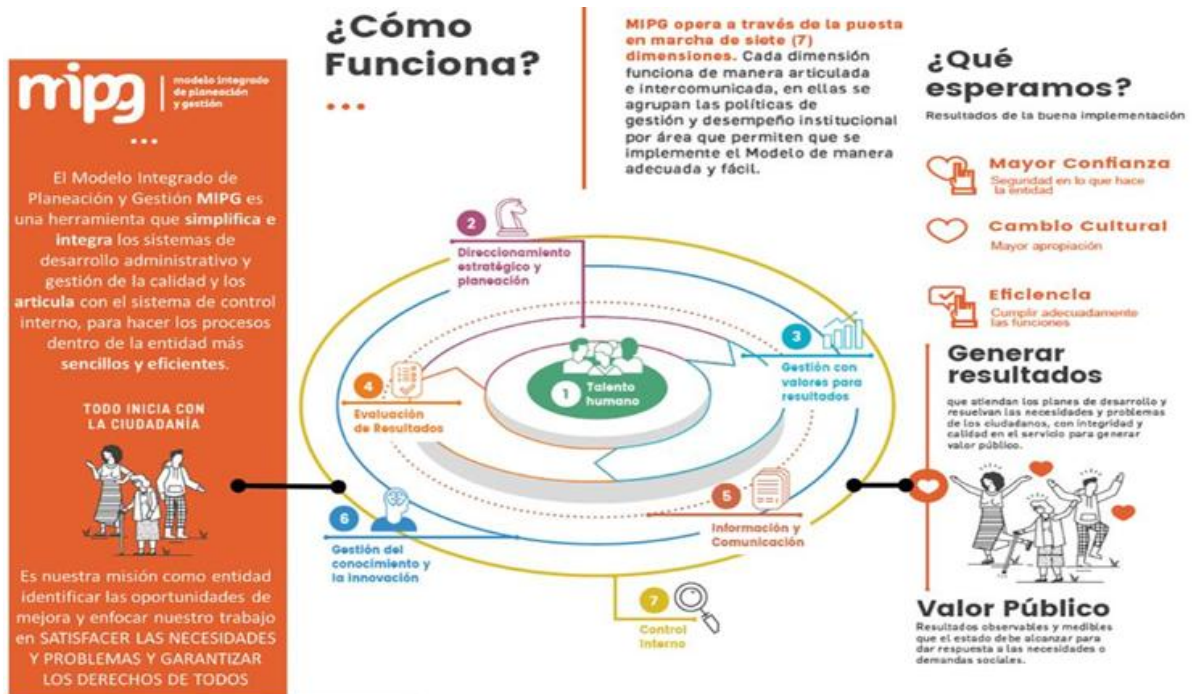 mipg
modelo integrado
de planeación
y gestión
El Modelo Integrado de
Planeación y Gestión MIPG es
una herramienta que simplifica e
integra los sistemas de
desarrollo administrativo y
gestión de la calidad y los
articula con el sistema de control
interno, para hacer los procesos
dentro de la entidad más
sencillos y eficientes.
TODO INICIA CON
LA CIUDADANÍA
Es nuestra misión como entidad
identificar las oportunidades de
mejora y enfocar nuestro trabajo
en SATISFACER LAS NECESIDADES
Y PROBLEMAS Y GARANTIZAR
LOS DERECHOS DE TODOS
¿Cómo
Funciona?
MIPG opera a través de la puesta
en marcha de siete (7)
dimensiones. Cada dimensión
funciona de manera articulada
e intercomunicada, en ellas se
agrupan las políticas de
gestión y desempeño institucional
por área que permiten que se
implemente el Modelo de manera
adecuada y fácil.
1
Talento
humano
2
Direccionamiento
estratégico y
planeación
3
Gestión con
valores para
resultados
4
Evaluación
de Resultados
5
Información y
Comunicación
6
Gestión del
conocimiento y
la innovación
7
Control
Interno
¿Qué
esperamos?
Resultados de la buena implementación
Mayor Confianza
Seguridad en lo que hace
la entidad
Cambio Cultural
Mayor apropiación
Eficiencia
Cumplir adecuadamente
las funciones
Generar
resultados
que atiendan los planes de desarrollo y
resuelvan las necesidades y problemas
de los ciudadanos, con integridad y
calidad en el servicio para generar
valor público.
Valor Público
Resultados observables y medibles
que el estado debe alcanzar para
dar respuesta a las necesidades o
demandas sociales.